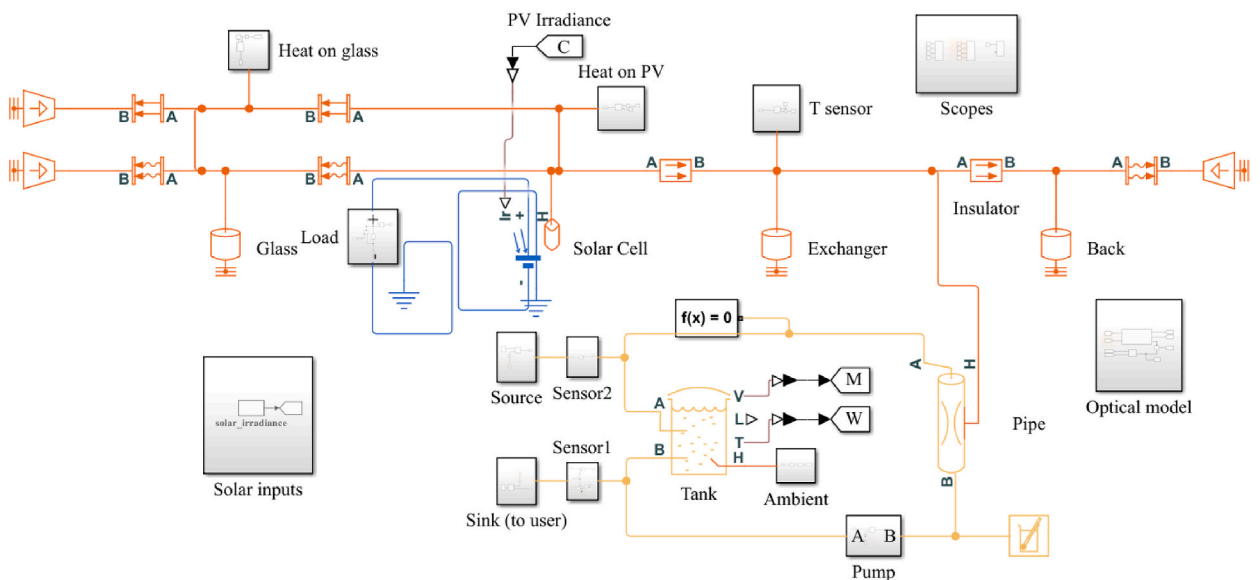 PV Irradiance
C
Heat on glass
Heat on PV
T sensor
Scopes
B A
B A
A B
A B
A B
B A
B A
Insulator
Ir + H
-
Glass
Load
+
-
Solar Cell
Exchanger
Back
f(x) = 0
Source
Sensor2
A
B
V
L
T
H
M
W
A
H
B
Pipe
Optical model
solar_irradiance
Solar inputs
Sensor1
Sink (to user)
Tank
Ambient
A B
Pump